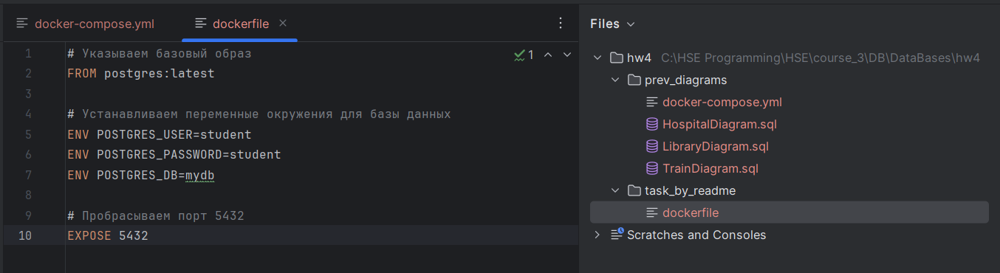 docker-compose.yml
dockerfile
1 # Указываем базовый образ
2 FROM postgres:latest
3
4 # Устанавливаем переменные окружения для базы данных
5 ENV POSTGRES_USER=student
6 ENV POSTGRES_PASSWORD=student
7 ENV POSTGRES_DB=mydb
8
9 # Пробрасываем порт 5432
10 EXPOSE 5432
1
Files
hw4 C:\HSE Programming\HSE\course_3\DB\DataBases\hw4
prev_diagrams
docker-compose.yml
HospitalDiagram.sql
LibraryDiagram.sql
TrainDiagram.sql
task_by_readme
dockerfile
Scratches and Consoles